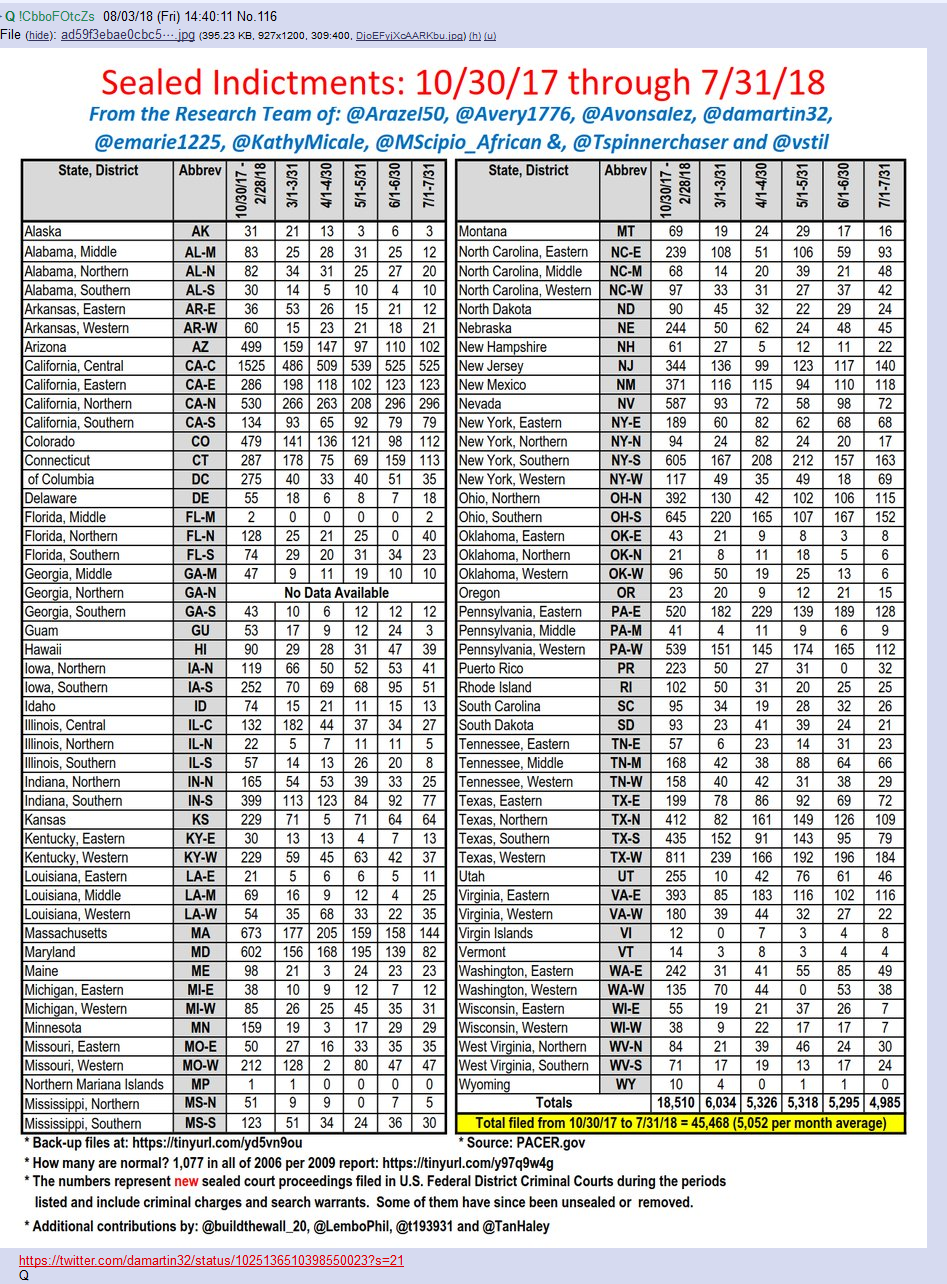 Q !CbboFOtcZs 08/03/18 (Fri) 14:40:11 No.116
File (hide): ad59f3ebae0cbc5⋯.jpg (395.23 KB, 927x1200, 309:400, DjoEFyjXcAARKbu.jpg) (h) (u)
Sealed Indictments: 10/30/17 through 7/31/18
From the Research Team of: @Arazel50, @Avery1776, @Avonsalez, @damartin32,
@emarie1225, @KathyMicale, @MScipio_African &, @Tspinnerchaser and @vstil
State, District Abbrev 10/30/17 - 2/28/18 3/1-3/31 4/1-4/30 5/1-5/31 6/1-6/30 7/1-7/31 State, District Abbrev 10/30/17 - 2/28/18 3/1-3/31 4/1-4/30 5/1-5/31 6/1-6/30 7/1-7/31
Alaska AK 31 21 13 3 6 3 Montana MT 69 19 24 29 17 16
Alabama, Middle AL-M 83 25 28 31 25 12 North Carolina, Eastern NC-E 239 108 51 106 59 93
Alabama, Northern AL-N 82 34 31 25 27 20 North Carolina, Middle NC-M 68 14 20 39 21 48
Alabama, Southern AL-S 30 14 5 10 4 10 North Carolina, Western NC-W 97 33 31 27 37 42
Arkansas, Eastern AR-E 36 53 26 15 21 12 North Dakota ND 90 45 32 22 29 24
Arkansas, Western AR-W 60 15 23 21 18 21 Nebraska NE 244 50 62 24 48 45
Arizona AZ 499 159 147 97 110 102 New Hampshire NH 61 27 5 12 11 22
California, Central CA-C 1525 486 509 539 525 525 New Jersey NJ 344 136 99 123 117 140
California, Eastern CA-E 286 198 118 102 123 123 New Mexico NM 371 116 115 94 110 118
California, Northern CA-N 530 266 263 208 296 296 Nevada NV 587 93 72 58 98 72
California, Southern CA-S 134 93 65 92 79 79 New York, Eastern NY-E 189 60 82 62 68 68
Colorado CO 479 141 136 121 98 112 New York, Northern NY-N 94 24 82 24 20 17
Connecticut CT 287 178 75 69 159 113 New York, Southern NY-S 605 167 208 212 157 163
of Columbia DC 275 40 33 40 51 35 New York, Western NY-W 117 49 35 49 18 69
Delaware DE 55 18 6 8 7 18 Ohio, Northern OH-N 392 130 42 102 106 115
Florida, Middle FL-M 2 0 0 0 0 2 Ohio, Southern OH-S 645 220 165 107 167 152
Florida, Northern FL-N 128 25 21 25 0 40 Oklahoma, Eastern OK-E 43 21 9 8 3 8
Florida, Southern FL-S 74 29 20 31 34 23 Oklahoma, Northern OK-N 21 8 11 18 5 6
Georgia, Middle GA-M 47 9 11 19 10 10 Oklahoma, Western OK-W 96 50 19 25 13 6
Georgia, Northern GA-N No Data Available Oregon OR 23 20 9 12 21 15
Georgia, Southern GA-S 43 10 6 12 12 12 Pennsylvania, Eastern PA-E 520 182 229 139 189 128
Guam GU 53 17 9 12 24 3 Pennsylvania, Middle PA-M 41 4 11 9 6 9
Hawaii HI 90 29 28 31 47 39 Pennsylvania, Western PA-W 539 151 145 174 165 112
Iowa, Northern IA-N 119 66 50 52 53 41 Puerto Rico PR 223 50 27 31 0 32
Iowa, Southern IA-S 252 70 69 68 95 51 Rhode Island RI 102 50 31 20 25 25
Idaho ID 74 15 21 11 15 13 South Carolina SC 95 34 19 28 32 26
Illinois, Central IL-C 132 182 44 37 34 27 South Dakota SD 93 23 41 39 24 21
Illinois, Northern IL-N 22 5 7 11 11 5 Tennessee, Eastern TN-E 57 6 23 14 31 23
Illinois, Southern IL-S 57 14 13 26 20 8 Tennessee, Middle TN-M 168 42 38 88 64 66
Indiana, Northern IN-N 165 54 53 39 33 25 Tennessee, Western TN-W 158 40 42 31 38 29
Indiana, Southern IN-S 399 113 123 84 92 77 Texas, Eastern TX-E 199 78 86 92 69 72
Kansas KS 229 71 5 71 64 64 Texas, Northern TX-N 412 82 161 149 126 109
Kentucky, Eastern KY-E 30 13 13 4 7 13 Texas, Southern TX-S 435 152 91 143 95 79
Kentucky, Western KY-W 229 59 45 63 42 37 Texas, Western TX-W 811 239 166 192 196 184
Louisiana, Eastern LA-E 21 5 6 6 5 11 Utah UT 255 10 42 76 61 46
Louisiana, Middle LA-M 69 16 9 12 4 25 Virginia, Eastern VA-E 393 85 183 116 102 116
Louisiana, Western LA-W 54 35 68 33 22 35 Virginia, Western VA-W 180 39 44 32 27 22
Massachusetts MA 673 177 205 159 158 144 Virgin Islands VI 12 0 7 3 4 8
Maryland MD 602 156 168 195 139 82 Vermont VT 14 3 8 3 4 4
Maine ME 98 21 3 24 23 23 Washington, Eastern WA-E 242 31 41 55 85 49
Michigan, Eastern MI-E 38 10 9 12 7 12 Washington, Western WA-W 135 70 44 0 53 38
Michigan, Western MI-W 85 26 25 45 35 31 Wisconsin, Eastern WI-E 55 19 21 37 26 7
Minnesota MN 159 19 3 17 29 29 Wisconsin, Western WI-W 38 9 22 17 17 7
Missouri, Eastern MO-E 50 27 16 33 35 35 West Virginia, Northern WV-N 84 21 39 46 24 30
Missouri, Western MO-W 212 128 2 80 47 47 West Virginia, Southern WV-S 71 17 19 13 17 24
Northern Mariana Islands MP 1 1 0 0 0 0 Wyoming WY 10 4 0 1 1 0
Mississippi, Northern MS-N 51 9 9 0 7 5 Totals 18,510 6,034 5,326 5,318 5,295 4,985
Mississippi, Southern MS-S 123 51 34 24 36 30 Total filed from 10/30/17 to 7/31/18 = 45,468 (5,052 per month average)
* Back-up files at: https://tinyurl.com/yd5vn9ou * Source: PACER.gov
* How many are normal? 1,077 in all of 2006 per 2009 report: https://tinyurl.com/y97q9w4g
* The numbers represent new sealed court proceedings filed in U.S. Federal District Criminal Courts during the periods
listed and include criminal charges and search warrants. Some of them have since been unsealed or removed.
* Additional contributions by: @buildthewall_20, @LemboPhil, @t193931 and @TanHaley
https://twitter.com/damartin32/status/1025136510398550023?s=21
Q